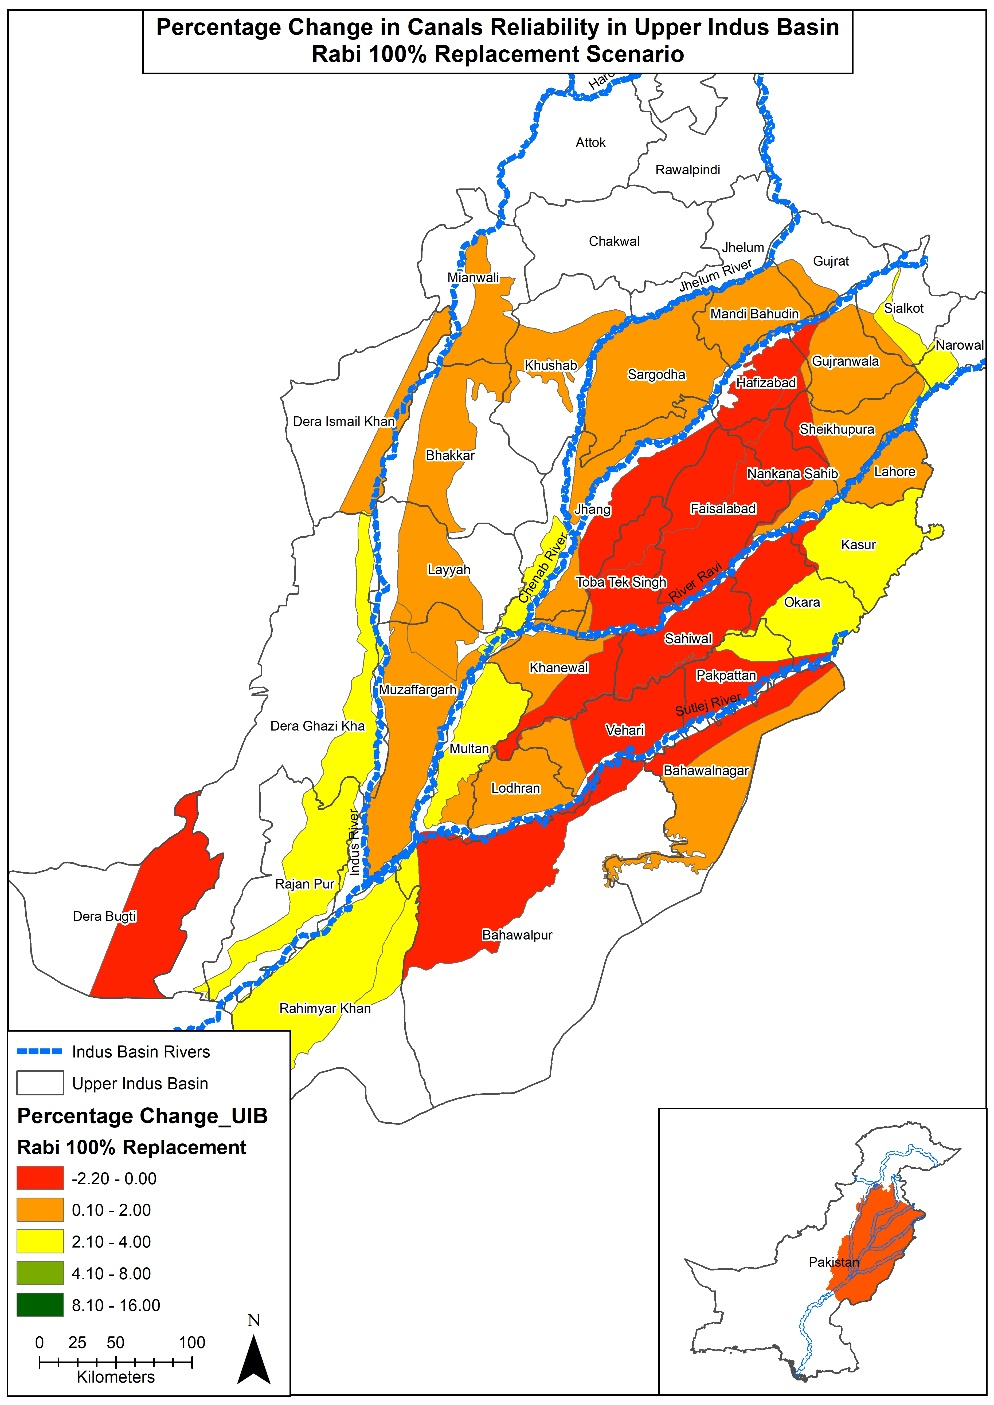 Percentage Change in Canals Reliability in Upper Indus Basin
Rabi 100% Replacement Scenario
Haro
Attok
Rawalpindi
Chakwal
Jhelum
Gujrat
Jhelum River
Mianwali
Mandi Bahudin
Sialkot
Narowal
Khushab
Sargodha
Hafizabad
Gujranwala
Dera Ismail Khan
Sheikhupura
Bhakkar
Nankana Sahib
Lahore
Jhang
Faisalabad
Kasur
Chenab River
Layyah
Toba Tek Singh
River Ravi
Okara
Sahiwal
Khanewal
Pakpattan
Muzaffargarh
Sutlej River
Dera Ghazi Kha
Vehari
Multan
Bahawalnagar
Lodhran
Indus River
Rajan Pur
Dera Bugti
Bahawalpur
Rahimyar Khan
Indus Basin Rivers
Upper Indus Basin
Percentage Change_UIB
Rabi 100% Replacement
-2.20 - 0.00
0.10 - 2.00
2.10 - 4.00
4.10 - 8.00
8.10 - 16.00
0 25 50 100
Kilometers
N
Pakistan